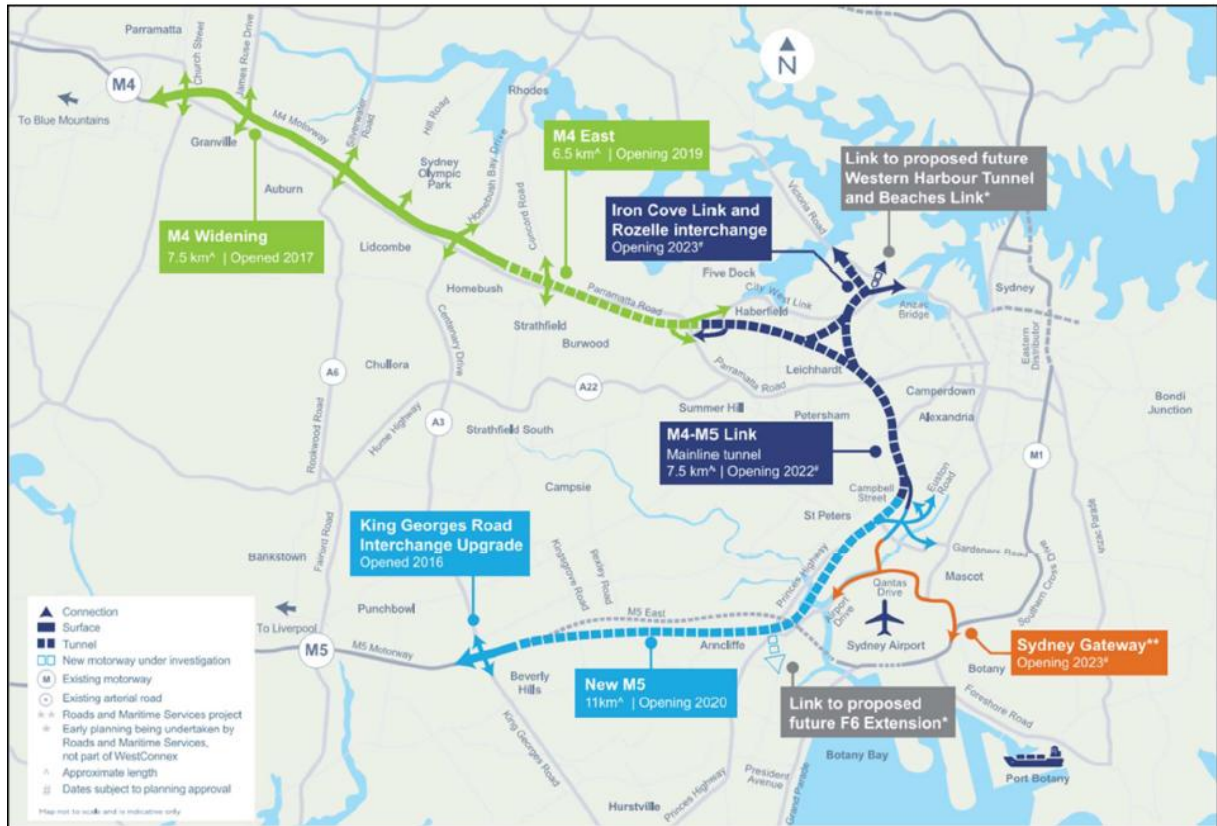 Parramatta
Church Street
James Ruse Drive
M4
To Blue Mountains
Granville
M4 Motorway
Silverwater Road
Hill Road
Rhodes
Sydney
Olympic
Park
Homebush Bay Drive
Auburn
Lidcombe
Concord Road
N
M4 East
6.5 km^ | Opening 2019
Link to proposed future
Western Harbour Tunnel
and Beaches Link*
Victoria Road
Iron Cove Link and
Rozelle interchange
Opening 2023#
M4 Widening
7.5 km^ | Opened 2017
Five Dock
City West Link
Sydney
Homebush
Parramatta Road
Haberfield
Anzac
Bridge
Strathfield
Burwood
Centenary Drive
Eastern
Distributor
Chullora
Leichhardt
Parramatta Road
A6
A22
Camperdown
Bondi
Junction
Summer Hill
Petersham
Alexandria
Rookwood Road
Hume Highway
A3
Strathfield South
M4-M5 Link
Mainline tunnel
7.5 km^ | Opening 2022#
M1
Campsie
Campbell
Street
Euston
Road
St Peters
Anzac Parade
King Georges Road
Interchange Upgrade
Opened 2016
Bankstown
Fairford Road
Kingsgrove Road
Bexley Road
Princes Highway
Gardeners Road
Mascot
Qantas
Drive
Southern Cross Drive
Punchbowl
M5 East
Airport
Drive
To Liverpool
M5
M5 Motorway
Arncliffe
Sydney Airport
Botany
Sydney Gateway**
Opening 2023#
Beverly
Hills
New M5
11km^ | Opening 2020
Link to proposed
future F6 Extension*
Foreshore Road
King Georges Road
Botany Bay
Port Botany
President
Avenue
Grand Parade
Princes Highway
Hurstville
Connection
Surface
Tunnel
New motorway under investigation
M Existing motorway
Existing arterial road
** Roads and Maritime Services project
* Early planning being undertaken by
Roads and Maritime Services,
not part of WestConnex
^ Approximate length
# Dates subject to planning approval
Map not to scale and is indicative only